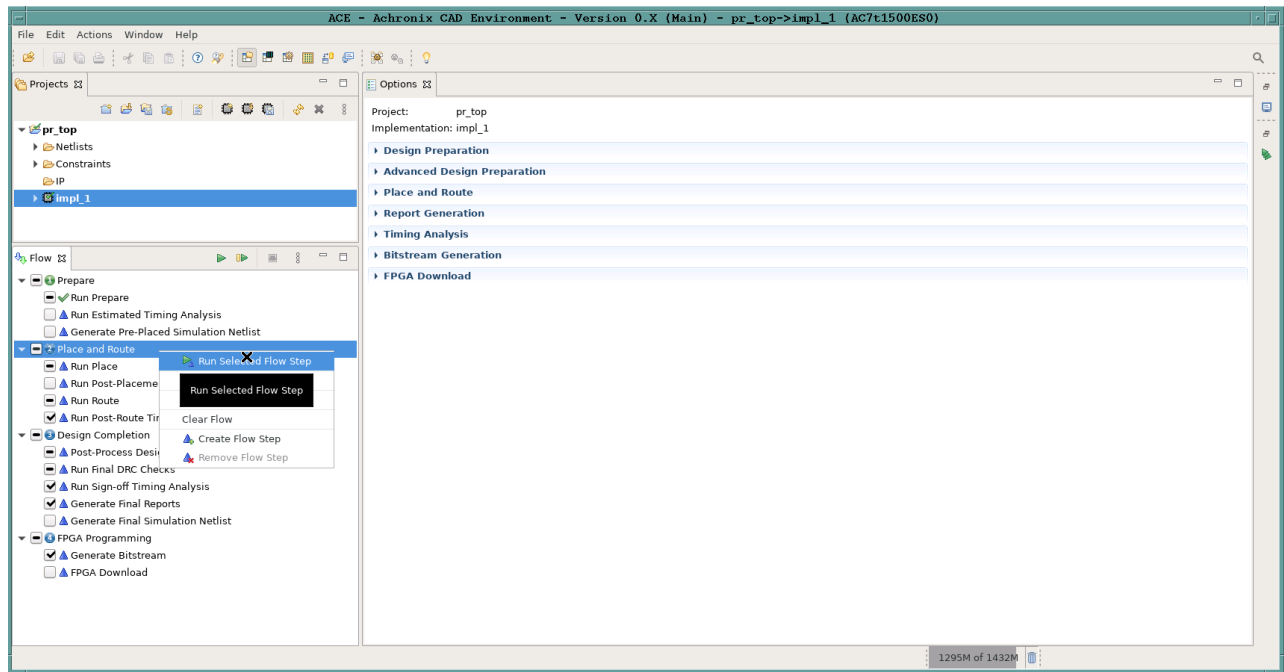 ACE - Achronix CAD Environment - Version 0.X (Main) - pr_top->impl_1 (AC7t1500ES0)
File Edit Actions Window Help
Projects
pr_top
Netlists
Constraints
IP
impl_1
Flow
1 Prepare
Run Prepare
Run Estimated Timing Analysis
Generate Pre-Placed Simulation Netlist
2 Place and Route
Run Place
Run Post-Placeme
Run Route
Run Post-Route Ti
3 Design Completion
Post-Process Desi
Run Final DRC Checks
Run Sign-off Timing Analysis
Generate Final Reports
Generate Final Simulation Netlist
4 FPGA Programming
Generate Bitstream
FPGA Download
Run Selected Flow Step
Run Selected Flow Step
Clear Flow
Create Flow Step
Remove Flow Step
Options
Project: pr_top
Implementation: impl_1
Design Preparation
Advanced Design Preparation
Place and Route
Report Generation
Timing Analysis
Bitstream Generation
FPGA Download
1295M of 1432M